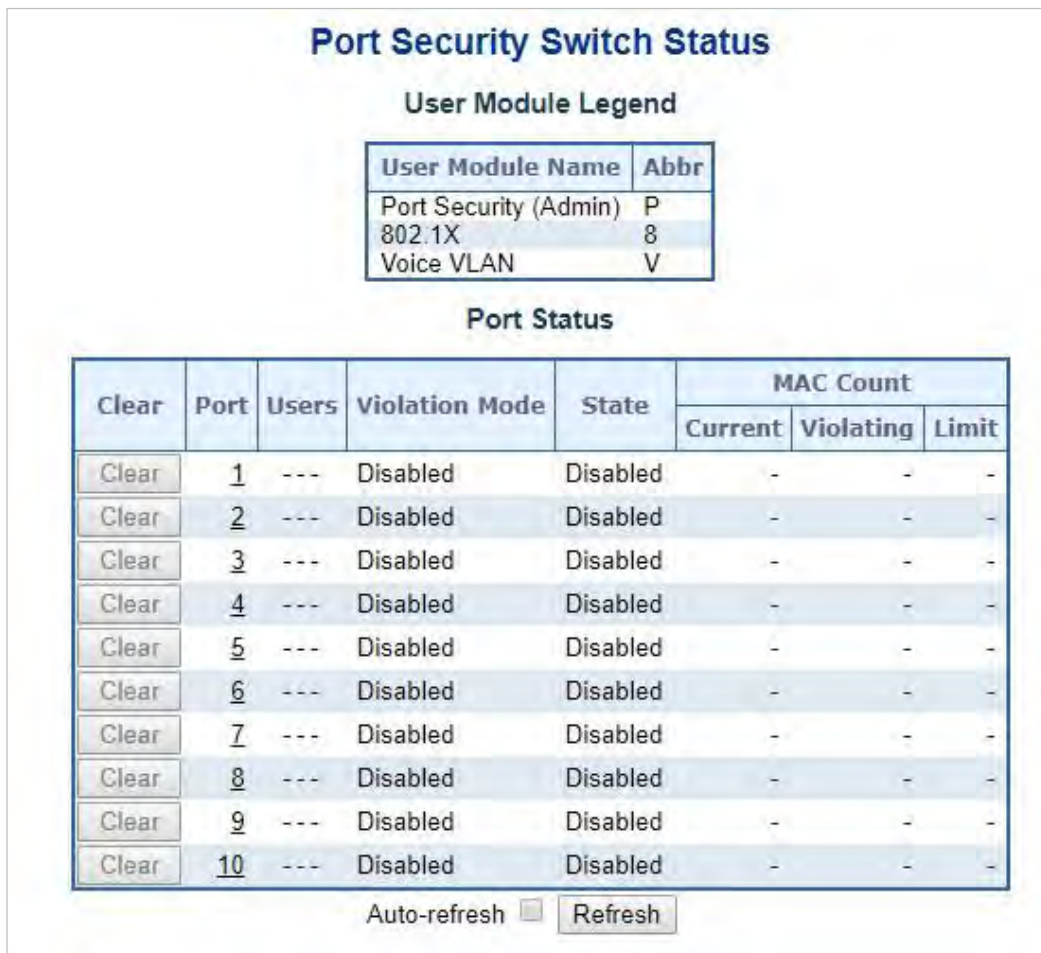 Port Security Switch Status
User Module Legend
User Module Name Abbr
Port Security (Admin) P
802.1X 8
Voice VLAN V
Port Status
Clear Port Users Violation Mode State MAC Count
Current Violating Limit
Clear 1 --- Disabled Disabled - - -
Clear 2 --- Disabled Disabled - - -
Clear 3 --- Disabled Disabled - - -
Clear 4 --- Disabled Disabled - - -
Clear 5 --- Disabled Disabled - - -
Clear 6 --- Disabled Disabled - - -
Clear 7 --- Disabled Disabled - - -
Clear 8 --- Disabled Disabled - - -
Clear 9 --- Disabled Disabled - - -
Clear 10 --- Disabled Disabled - - -
Auto-refresh Refresh